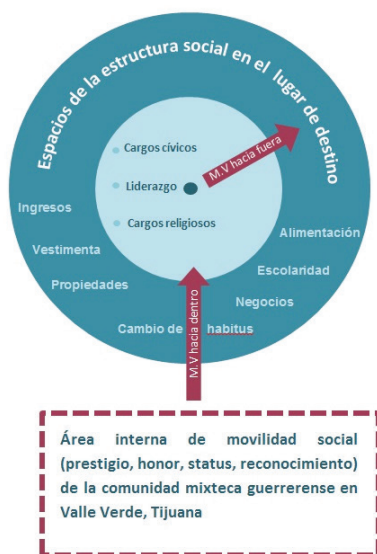 Espacios de la estructura social en el lugar de destino
Cargos cívicos
M.V hacia fuera
Liderazgo
Cargos religiosos
Ingresos
Alimentación
Vestimenta
Escolaridad
Propiedades
Negocios
Cambio de habitus
M.V hacia dentro
Área interna de movilidad social
(prestigio, honor, status, reconocimiento)
de la comunidad mixteca guerrerense en
Valle Verde, Tijuana